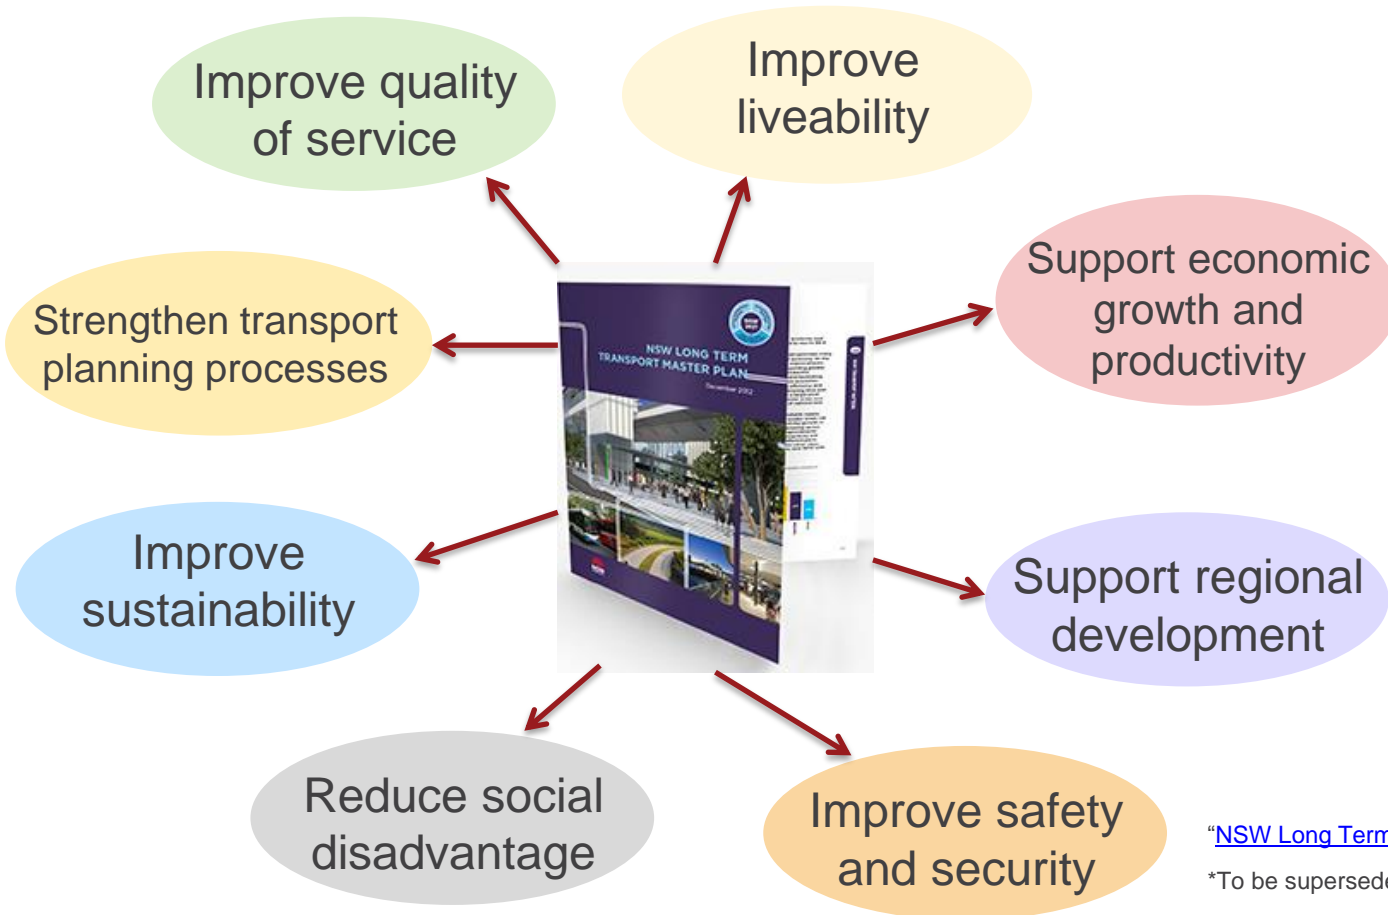 Improve quality
of service
Improve
liveability
Support economic
growth and
productivity
Strengthen transport
planning processes
NSW LONG TERM
TRANSPORT MASTER PLAN
December 2012
Improve
sustainability
Support regional
development
Reduce social
disadvantage
Improve safety
and security
“NSW Long Term
*To be supersede